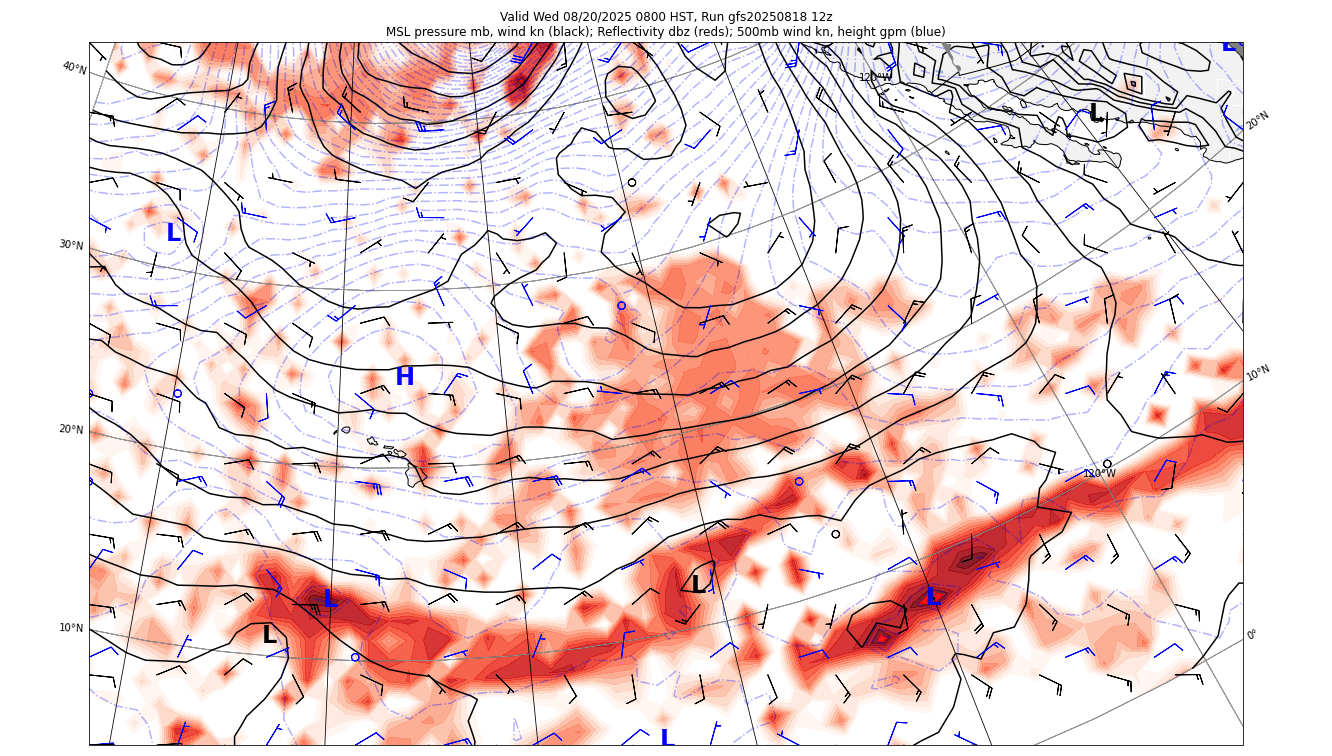 Valid Wed 08/20/2025 0800 HST, Run gfs20250818 12z
MSL pressure mb, wind kn (black); Reflectivity dbz (reds); 500mb wind kn, height gpm (blue)
L
40°N
120°W
L
20°N
L
30°N
H
10°N
20°N
120°W
L
L
L
10°N
L
0°
L